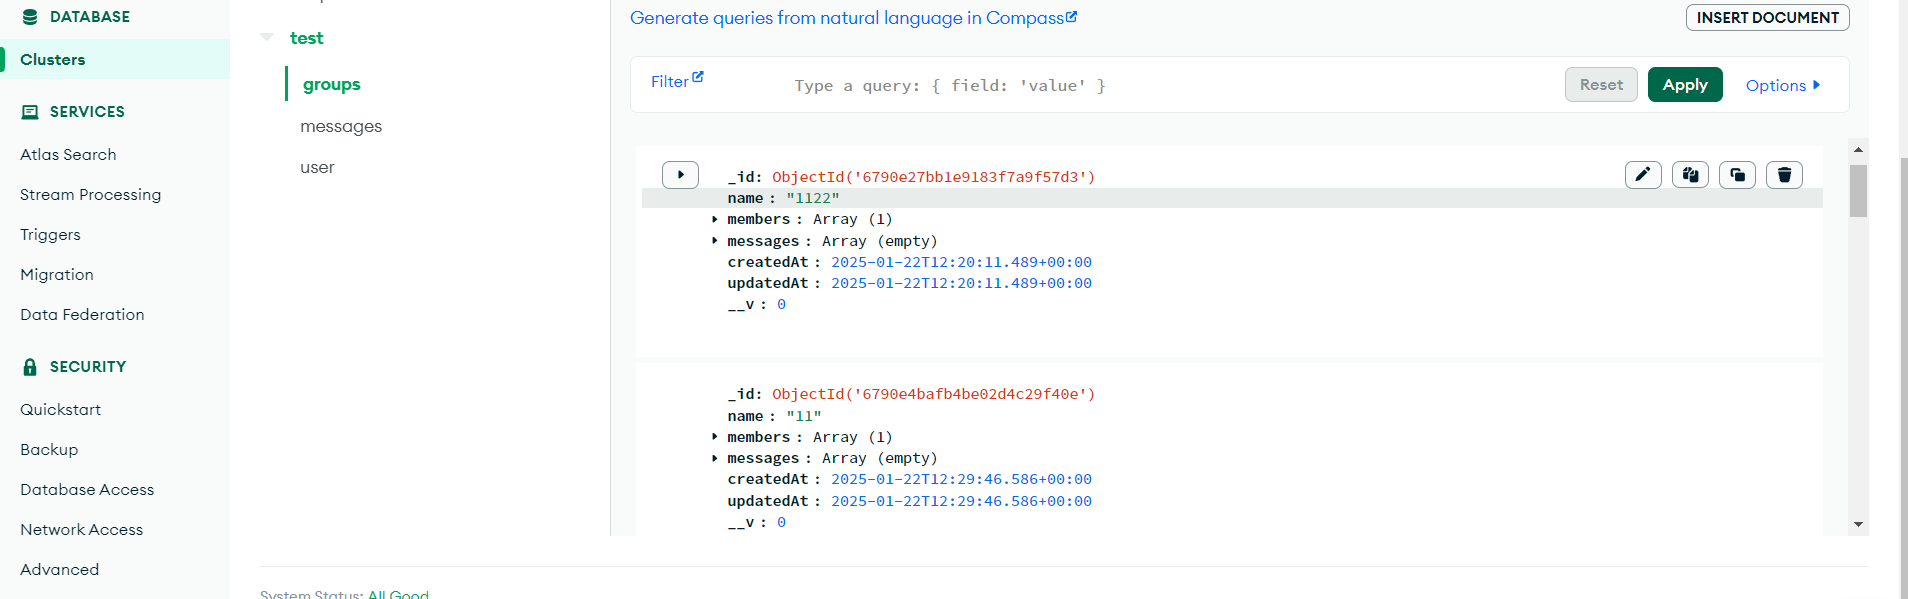 DATABASE
Clusters
SERVICES
Atlas Search
Stream Processing
Triggers
Migration
Data Federation
SECURITY
Quickstart
Backup
Database Access
Network Access
Advanced
test
groups
messages
user
Generate queries from natural language in Compass
INSERT DOCUMENT
Filter
Type a query: { field: 'value' }
Reset
Apply
Options
_id: ObjectId('6790e27bb1e9183f7a9f57d3')
name : "1122"
members : Array (1)
messages : Array (empty)
createdAt : 2025-01-22T12:20:11.489+00:00
updatedAt : 2025-01-22T12:20:11.489+00:00
__v : 0
_id: ObjectId('6790e4bafb4be02d4c29f40e')
name : "11"
members : Array (1)
messages : Array (empty)
createdAt : 2025-01-22T12:29:46.586+00:00
updatedAt : 2025-01-22T12:29:46.586+00:00
__v : 0
System Status: All Good